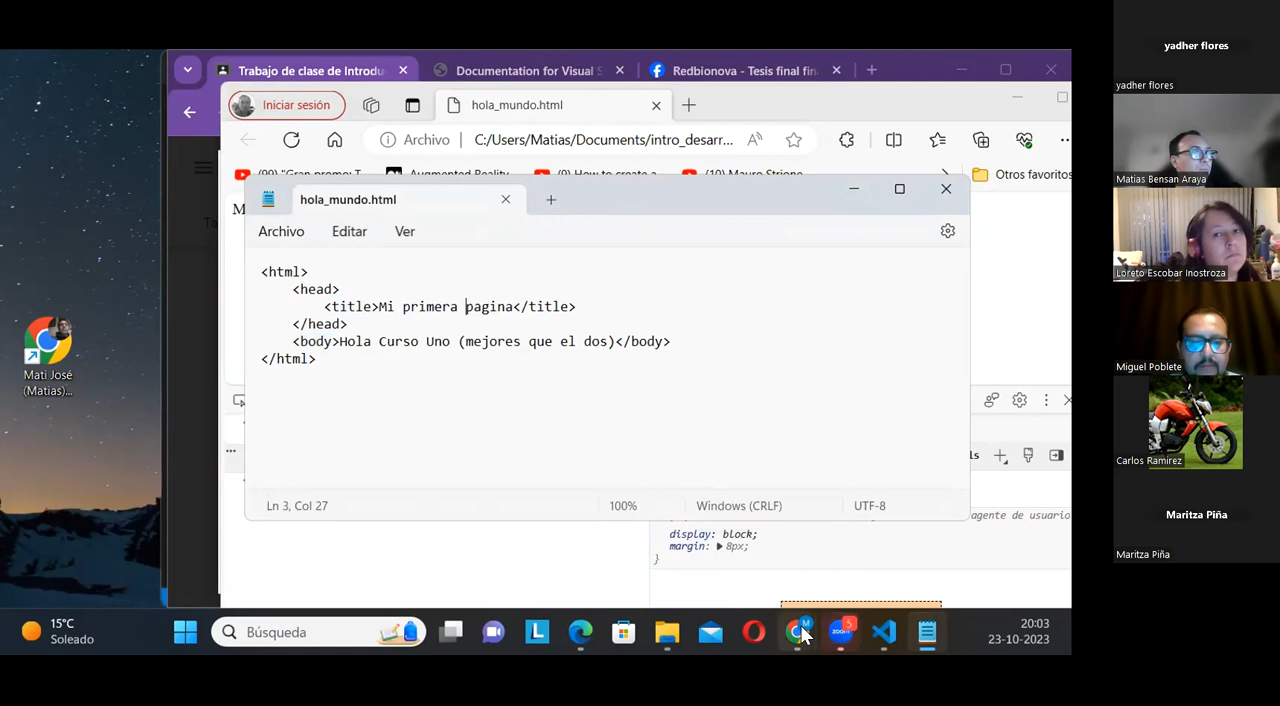 Trabajo de clase de Introdu
Documentation for Visual S
Redbionova - Tesis final fin
Iniciar sesión
hola_mundo.html
Archivo
C:/Users/Matias/Documents/intro_desarr...
Otros favoritos
hola_mundo.html
Archivo Editar Ver
<html>
<head>
<title>Mi primera pagina</title>
</head>
<body>Hola Curso Uno (mejores que el dos)</body>
</html>
Ln 3, Col 27
100%
Windows (CRLF)
UTF-8
agente de usuario
display: block;
margin: 8px;
}
Mati José
(Matias)...
15°C
Soleado
Búsqueda
zoom
5
20:03
23-10-2023
yadher flores
yadher flores
Matias Bensan Araya
Loreto Escobar Inostroza
Miguel Poblete
Carlos Ramirez
Maritza Piña
Maritza Piña